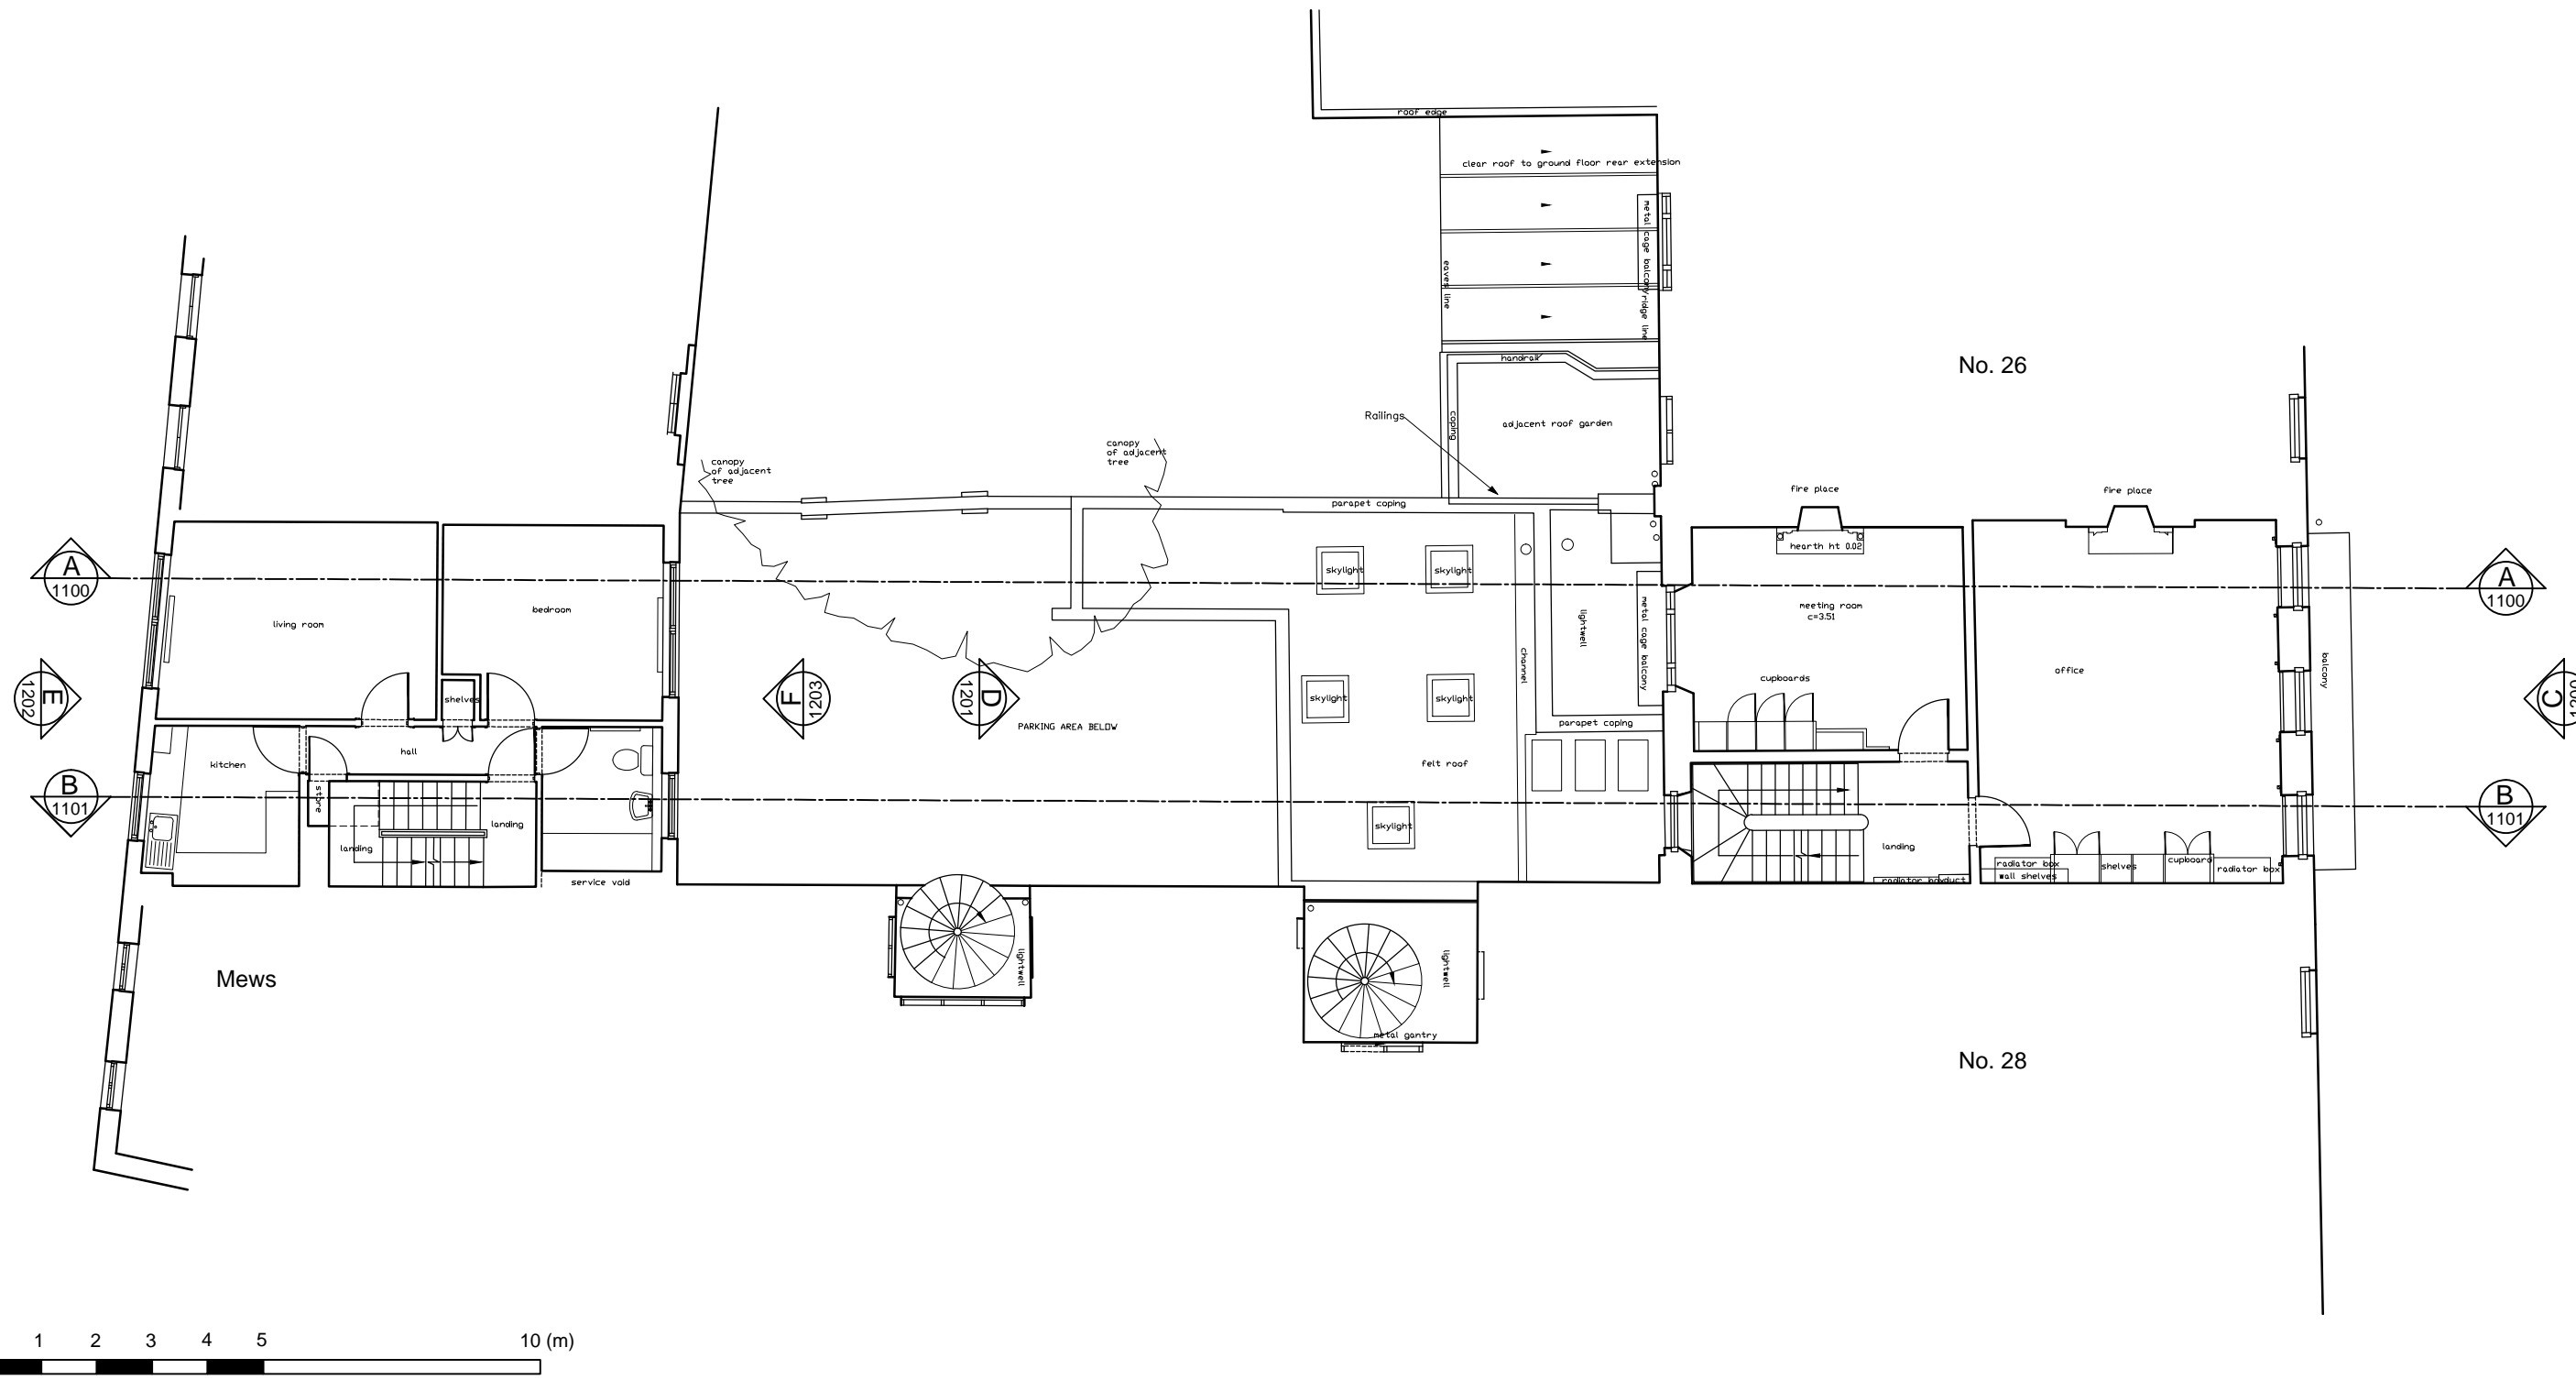 roof edge
clear roof to ground floor rear extension
metal cage balcony
ridge line
eaves line
handrail
No. 26
Railings
coping
adjacent roof garden
canopy
of adjacent
tree
canopy
of adjacent
tree
parapet coping
fire place
fire place
hearth ht 0.02
A
1100
A
1100
skylight
skylight
living room
bedroom
lightwell
metal cage balcony
meeting room
c=3.51
channel
office
balcony
E
1202
shelves
F
1203
D
1201
skylight
skylight
cupboards
C
1200
PARKING AREA BELOW
parapet coping
hall
kitchen
felt roof
B
1101
B
1101
store
landing
landing
skylight
landing
service void
radiator box
wall shelves
shelves
cupboard
radiator box
radiator box
duct
lightwell
lightwell
Mews
metal gantry
No. 28
1 2 3 4 5 10 (m)